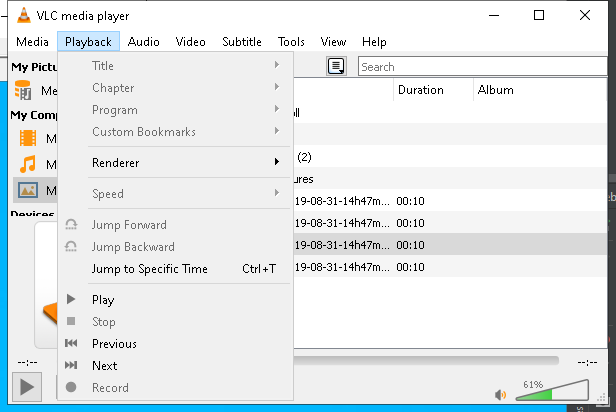 VLC media player
Media Playback Audio Video Subtitle Tools View Help
My Pictu
Search
Title
Duration Album
Chapter
Program
My Comp
Custom Bookmarks
(2)
Renderer
ures
Speed
19-08-31-14h47m... 00:10
Devices
Jump Forward
19-08-31-14h47m... 00:10
Jump Backward
19-08-31-14h47m... 00:10
Jump to Specific Time Ctrl+T
19-08-31-14h47m... 00:10
Play
Stop
Previous
--:--
Next
--:--
Record
61%